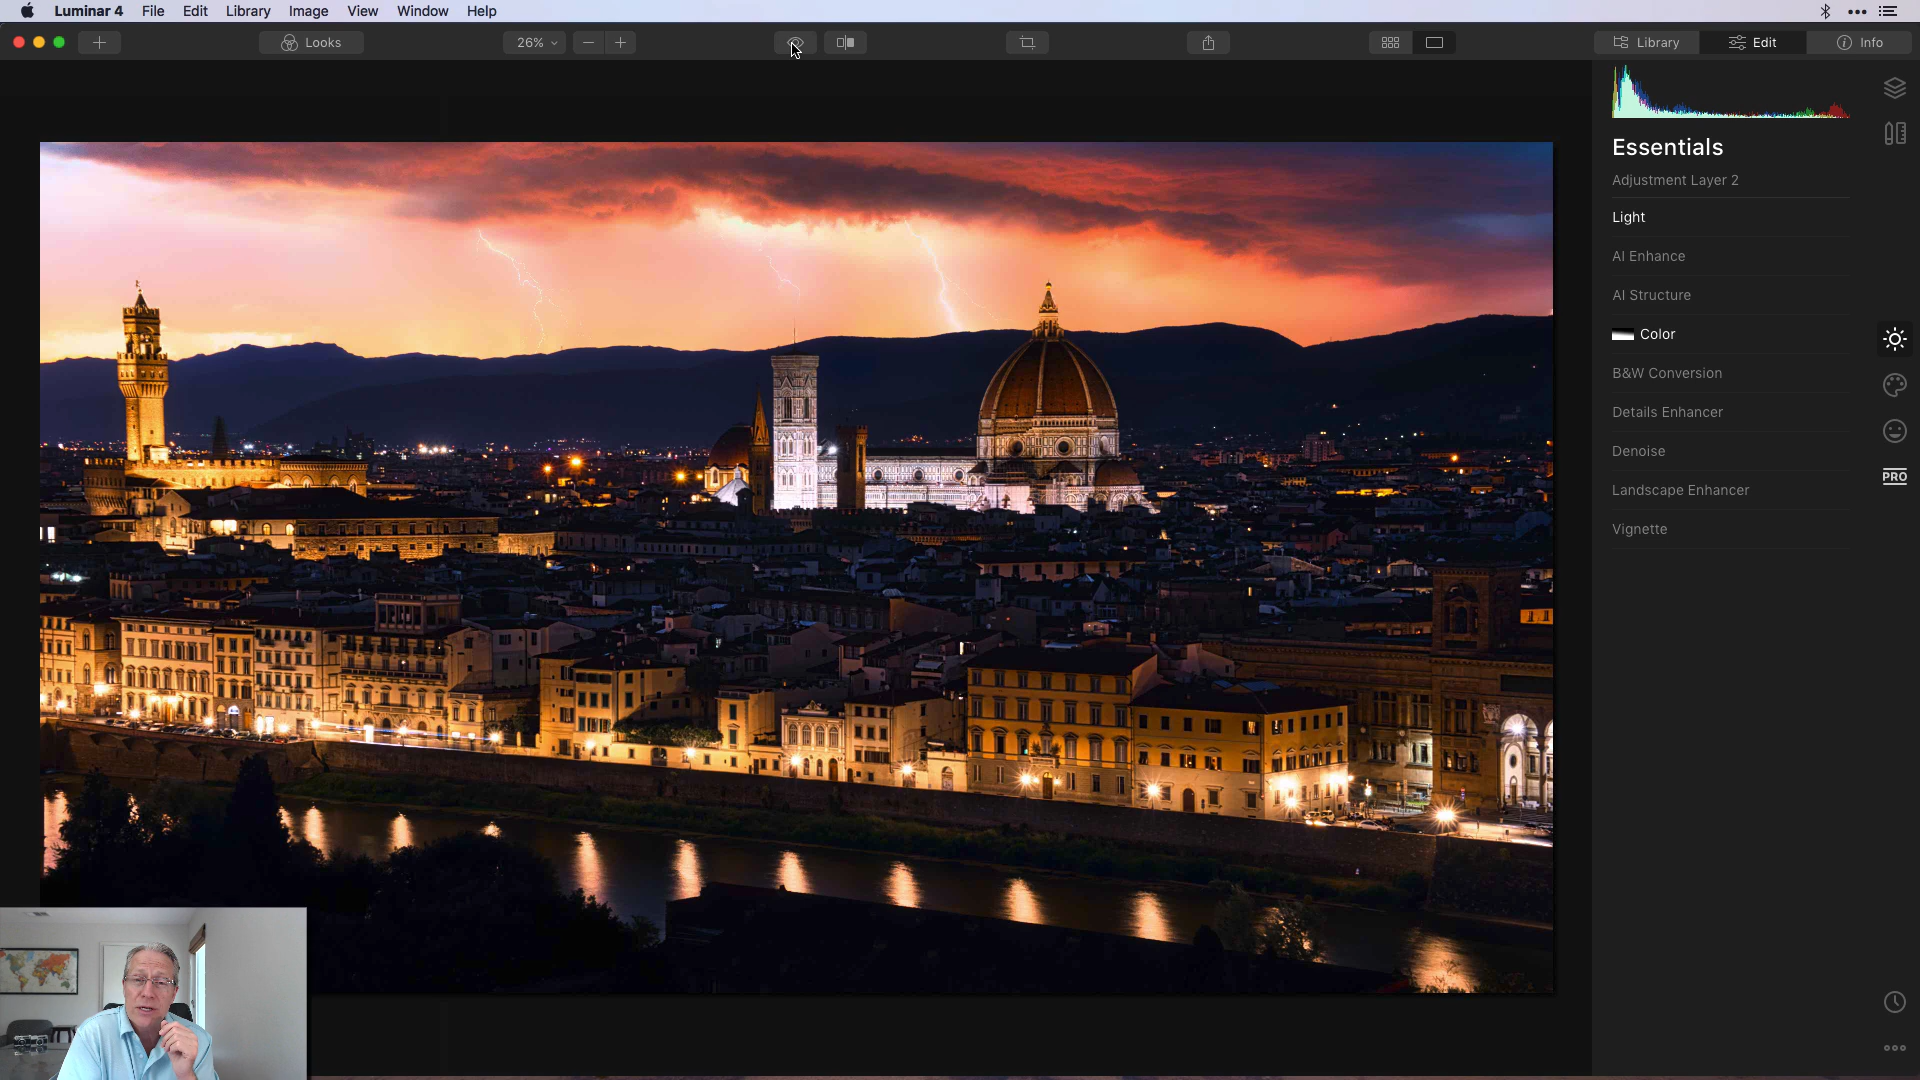 Luminar 4 File Edit Library Image View Window Help
Looks 26% Library Edit Info
Essentials
Adjustment Layer 2
Light
AI Enhance
AI Structure
Color
B&W Conversion
Details Enhancer
Denoise
Landscape Enhancer
Vignette
PRO